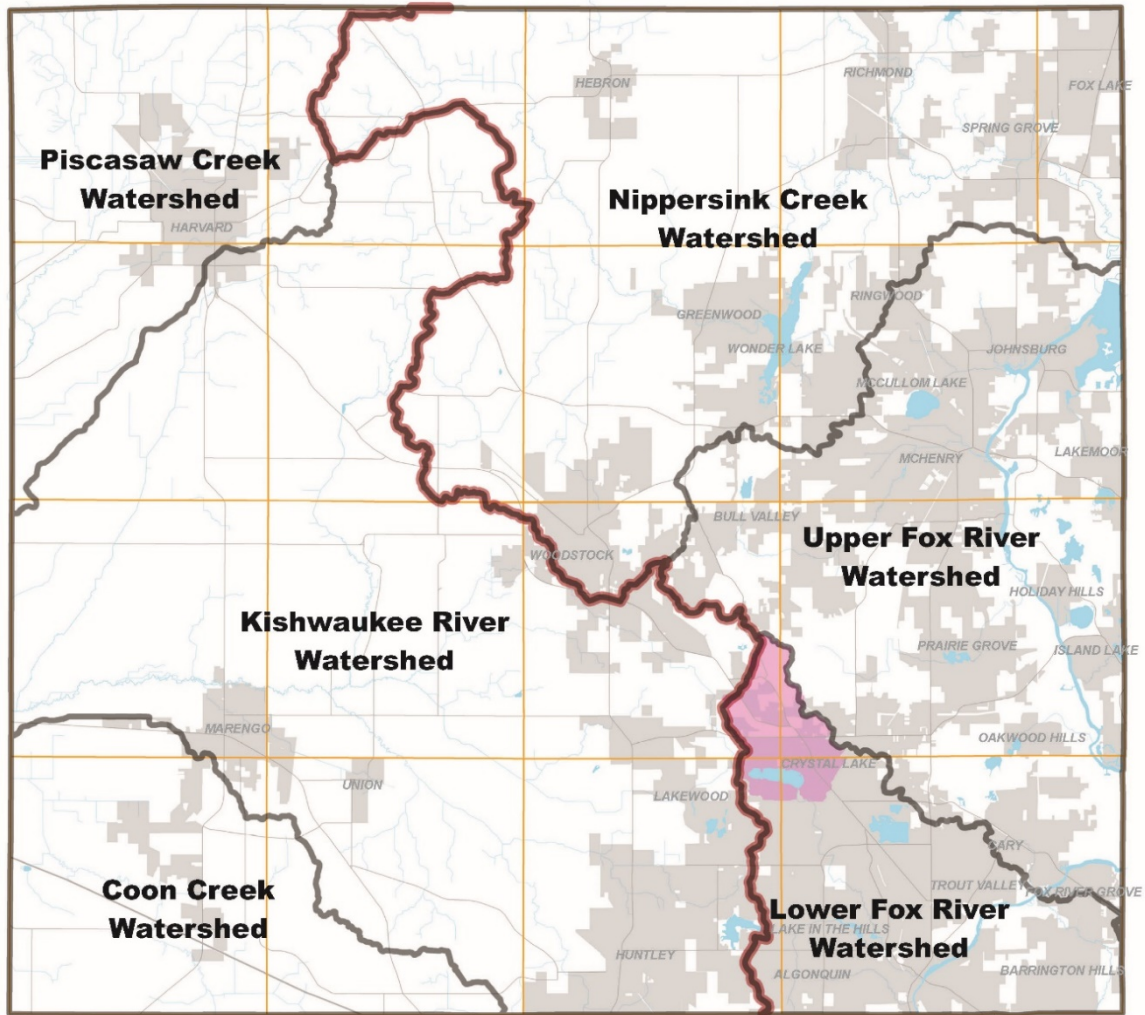 HEBRON
RICHMOND
FOX LAKE
SPRING GROVE
Piscasaw Creek
Watershed
HARVARD
Nippersink Creek
Watershed
RINGWOOD
GREENWOOD
WONDER LAKE
JOHNSBURG
MCCULLOM LAKE
MCHENRY
LAKEMOOR
BULL VALLEY
WOODSTOCK
Upper Fox River
Watershed
HOLIDAY HILLS
Kishwaukee River
Watershed
PRAIRIE GROVE
ISLAND LAKE
MARENGO
OAKWOOD HILLS
CRYSTAL LAKE
UNION
LAKEWOOD
CARY
Coon Creek
Watershed
TROUT VALLEY
FOX RIVER GROVE
Lower Fox River
Watershed
LAKE IN THE HILLS
HUNTLEY
ALGONQUIN
BARRINGTON HILLS